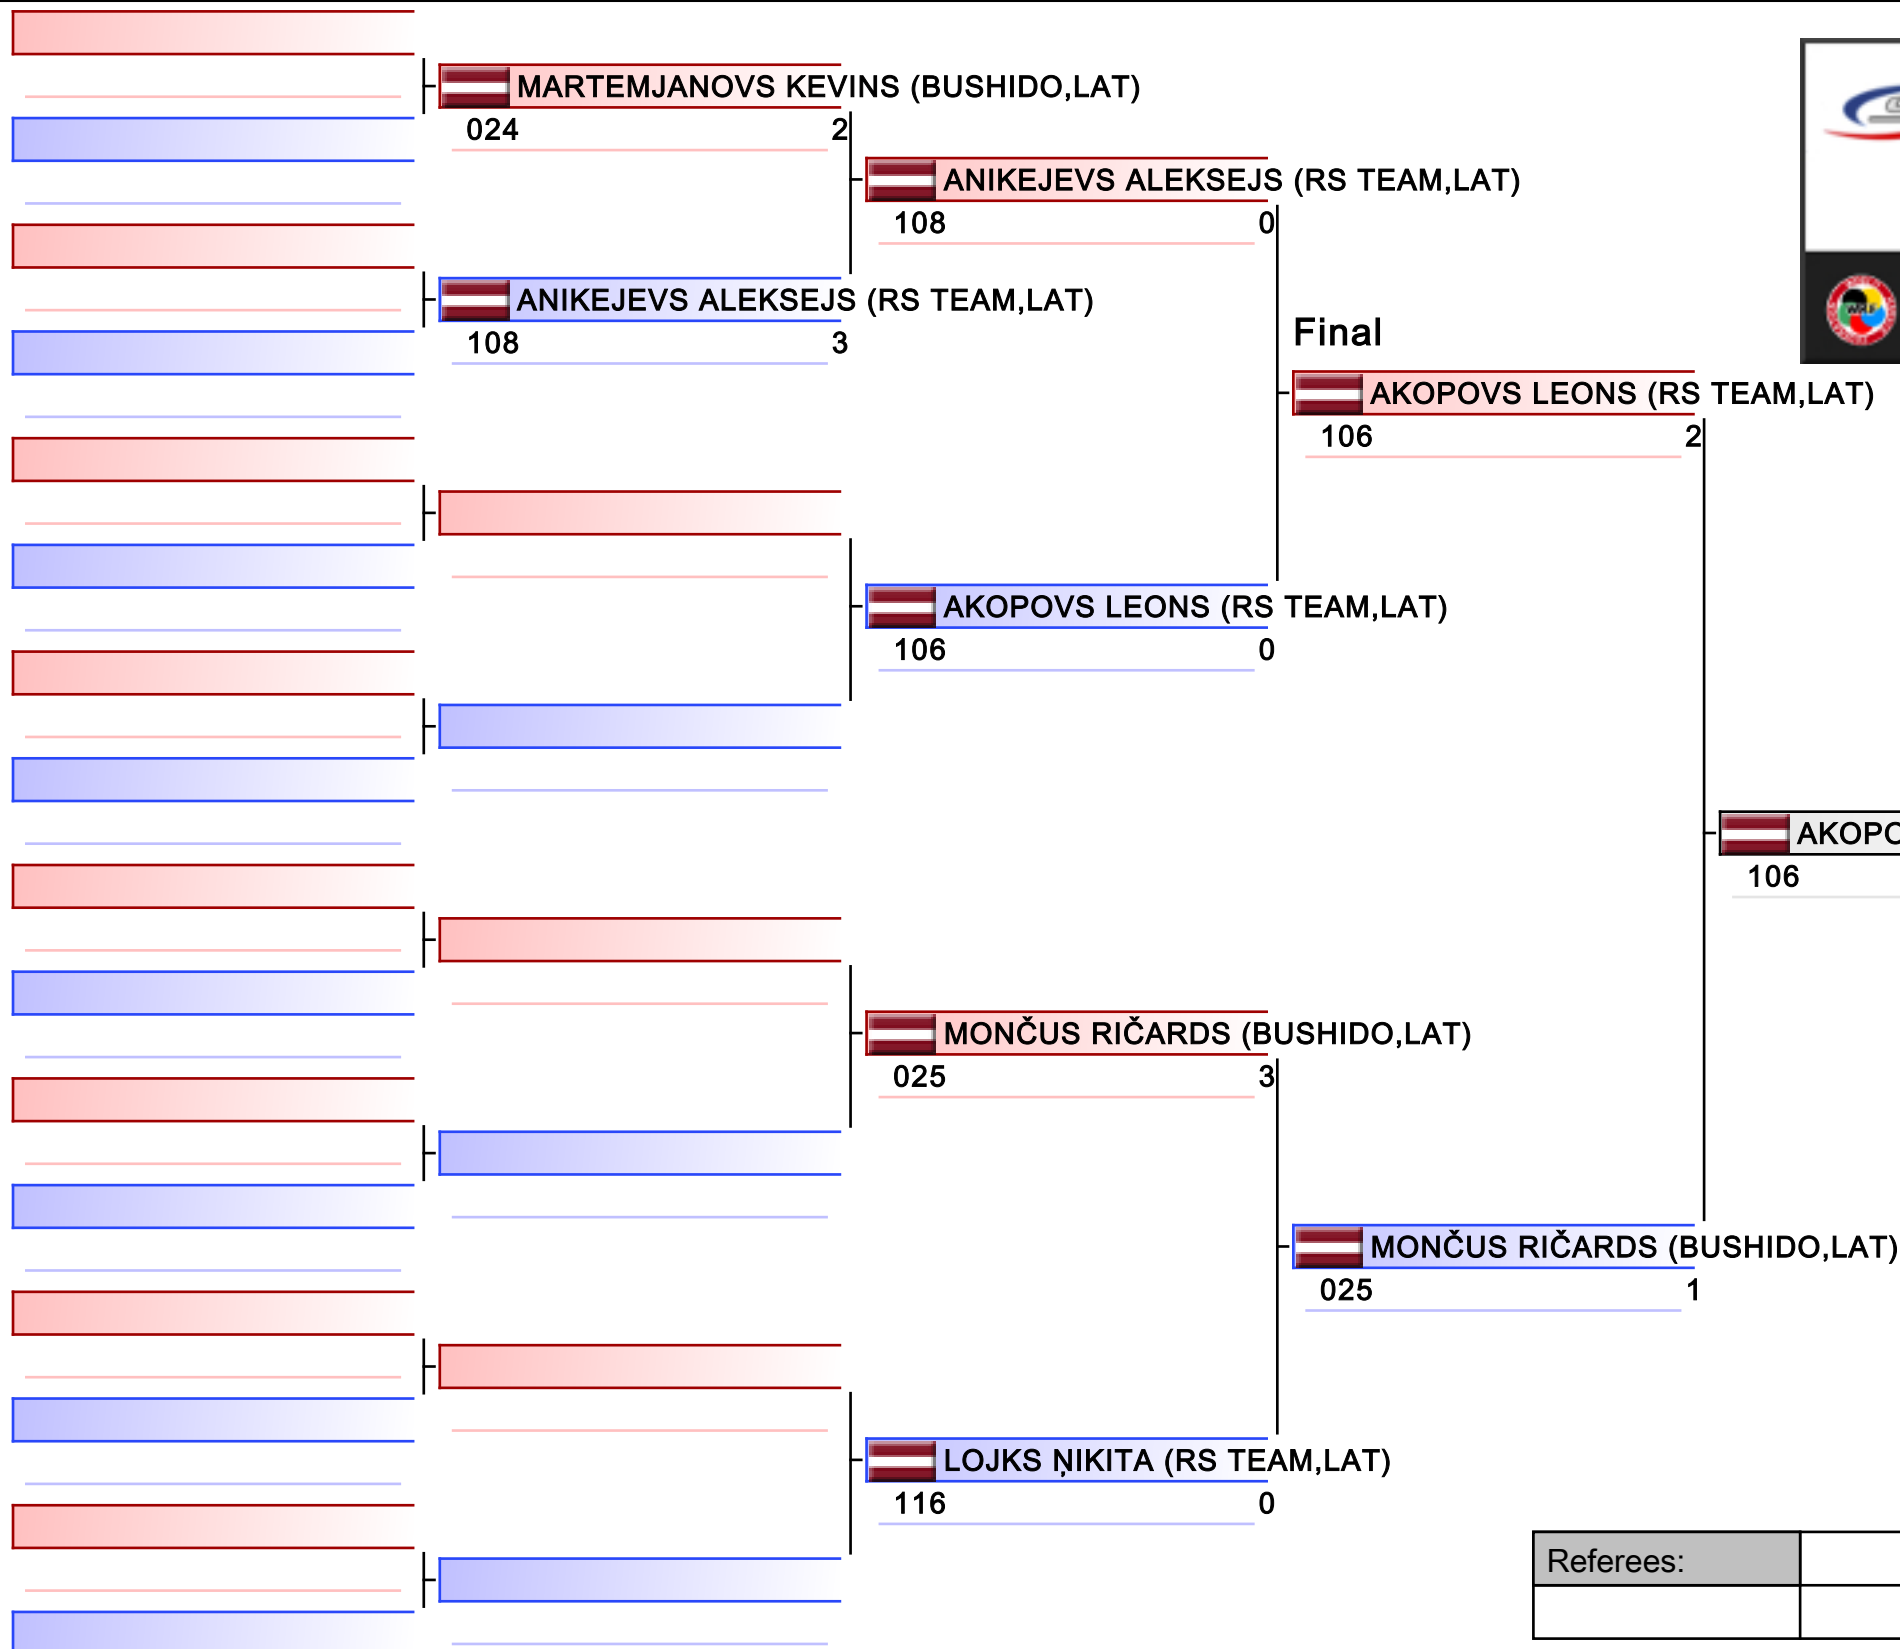 MARTEMJANOVS KEVINS (BUSHIDO,LAT)
024 2
ANIKEJEVS ALEKSEJS (RS TEAM,LAT)
108 0
ANIKEJEVS ALEKSEJS (RS TEAM,LAT)
108 3
Final
AKOPOVS LEONS (RS TEAM,LAT)
106 2
AKOPOVS LEONS (RS TEAM,LAT)
106 0
AKOPO
106
MONČUS RIČARDS (BUSHIDO,LAT)
025 3
MONČUS RIČARDS (BUSHIDO,LAT)
025 1
LOJKS ŅIKITA (RS TEAM,LAT)
116 0
Referees: